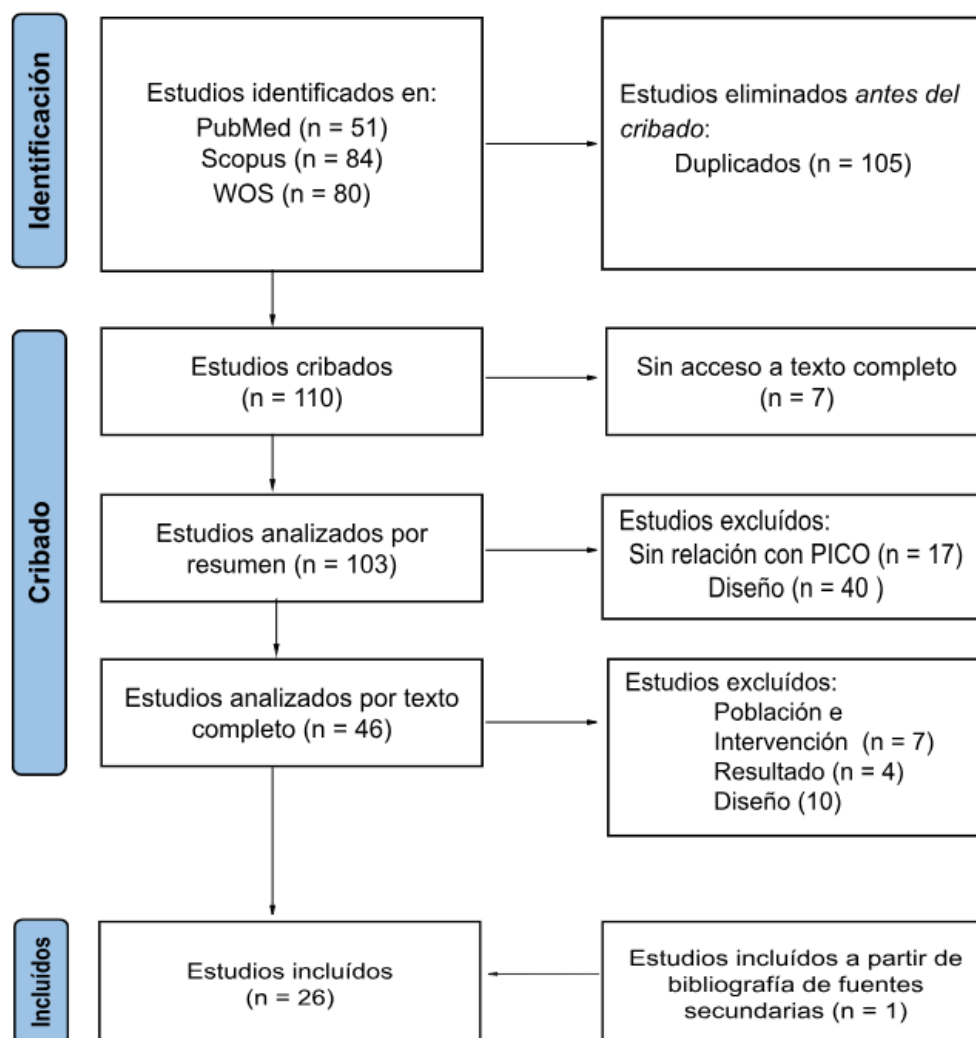 Identificación
Estudios identificados en:
PubMed (n = 51)
Scopus (n = 84)
WOS (n = 80)
Estudios eliminados antes del
cribado:
Duplicados (n = 105)
Cribado
Estudios cribados
(n = 110)
Sin acceso a texto completo
(n = 7)
Estudios analizados por
resumen (n = 103)
Estudios excluídos:
Sin relación con PICO (n = 17)
Diseño (n = 40 )
Estudios analizados por texto
completo (n = 46)
Estudios excluídos:
Población e
Intervención (n = 7)
Resultado (n = 4)
Diseño (10)
Incluídos
Estudios incluídos
(n = 26)
Estudios incluídos a partir de
bibliografía de fuentes
secundarias (n = 1)